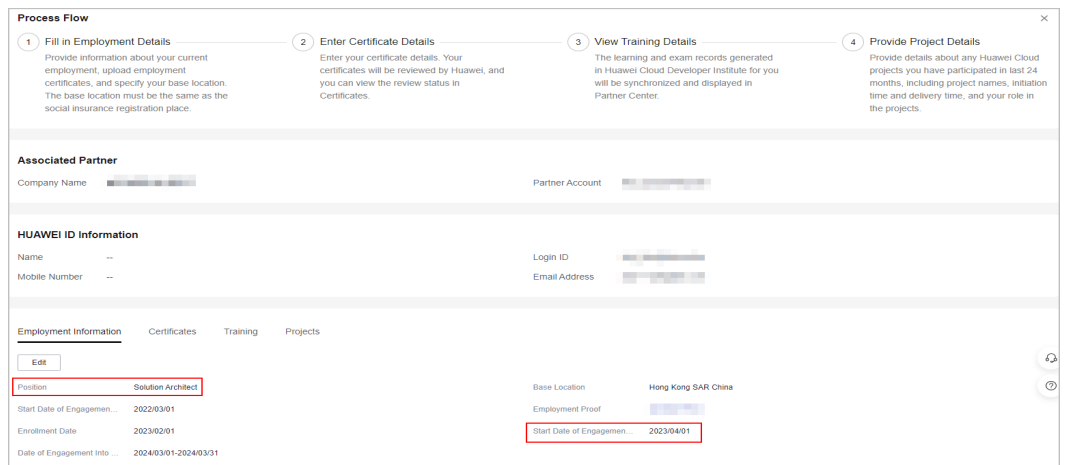 Process Flow
1 Fill in Employment Details
Provide information about your current
employment, upload employment
certificates, and specify your base location.
The base location must be the same as the
social insurance registration place.
2 Enter Certificate Details
Enter your certificate details. Your
certificates will be reviewed by Huawei, and
you can view the review status in
Certificates.
3 View Training Details
The learning and exam records generated
in Huawei Cloud Developer Institute for you
will be synchronized and displayed in
Partner Center.
4 Provide Project Details
Provide details about any Huawei Cloud
projects you have participated in last 24
months, including project names, initiation
time and delivery time, and your role in
the projects.
Associated Partner
Company Name
Partner Account
HUAWEI ID Information
Name --
Login ID
Mobile Number --
Email Address
Employment Information Certificates Training Projects
Edit
Position Solution Architect
Base Location Hong Kong SAR China
Start Date of Engagemen... 2022/03/01
Employment Proof
Enrollment Date 2023/02/01
Start Date of Engagemen... 2023/04/01
Date of Engagement Into ... 2024/03/01-2024/03/31